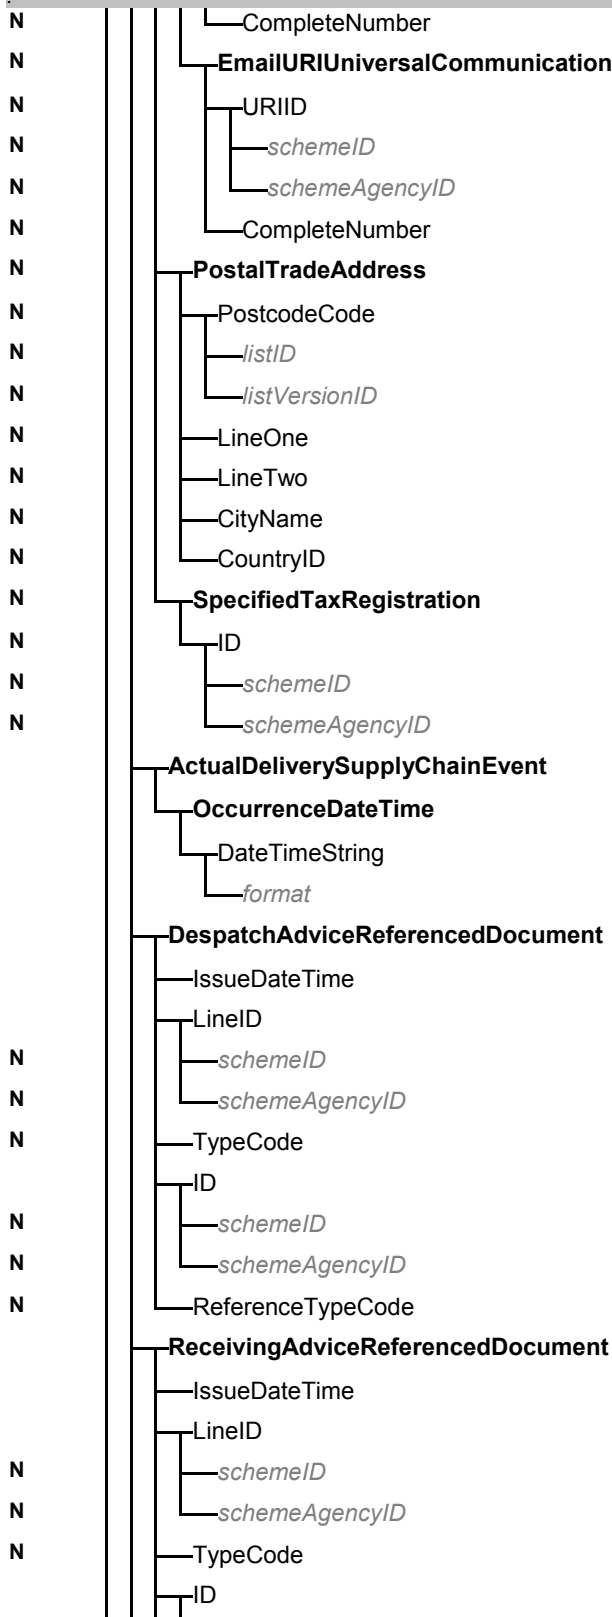 N CompleteNumber
N EmailURIUniversalCommunication
N URIID
N schemeID
N schemeAgencyID
N CompleteNumber
N PostalTradeAddress
N PostcodeCode
N listID
N listVersionID
N LineOne
N LineTwo
N CityName
N CountryID
N SpecifiedTaxRegistration
N ID
N schemeID
N schemeAgencyID
ActualDeliverySupplyChainEvent
OccurrenceDateTime
DateTimeString
format
DespatchAdviceReferencedDocument
IssueDateTime
LineID
N schemeID
N schemeAgencyID
N TypeCode
ID
N schemeID
N schemeAgencyID
N ReferenceTypeCode
ReceivingAdviceReferencedDocument
IssueDateTime
LineID
N schemeID
N schemeAgencyID
N TypeCode
ID